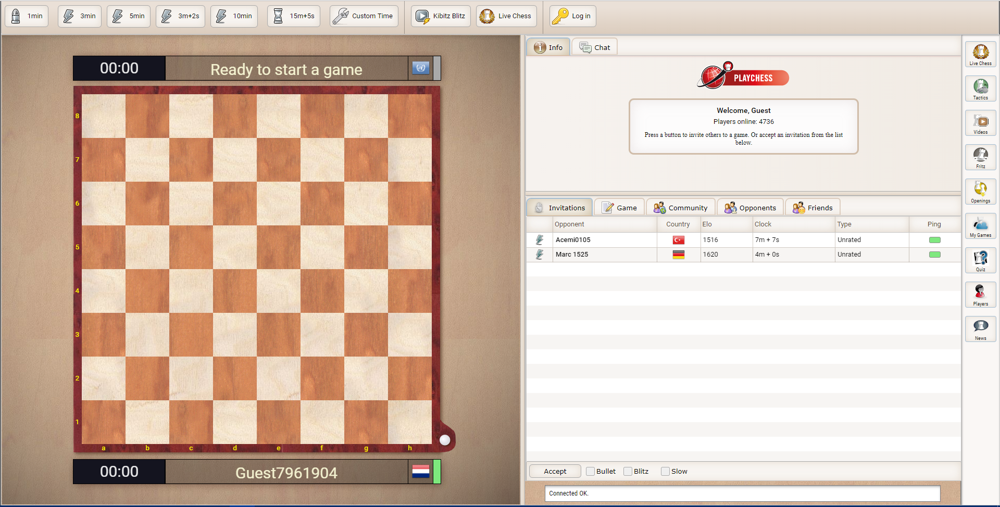 1min 3min 5min 3m+2s 10min 15m+5s Custom Time Kibitz Blitz Live Chess Log in
00:00 Ready to start a game
8
7
6
5
4
3
2
1
a b c d e f g h
00:00 Guest7961904
Info Chat
PLAYCHESS
Welcome, Guest
Players online: 4736
Press a button to invite others to a game. Or accept an invitation from the list
below.
Invitations Game Community Opponents Friends
Opponent Country Elo Clock Type Ping
Acemi0105 1516 7m + 7s Unrated
Marc 1525 1620 4m + 0s Unrated
Accept Bullet Blitz Slow
Connected OK.
Live Chess
Tactics
Videos
Fritz
Openings
My Games
Quiz
Players
News